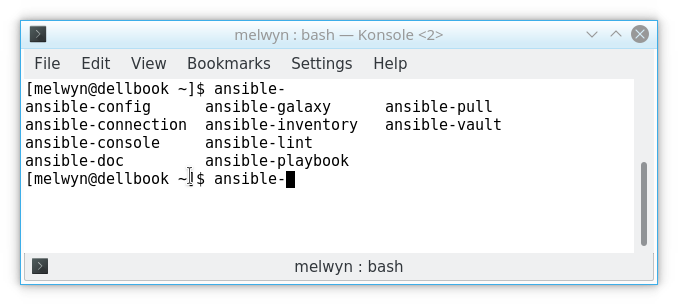 melwyn : bash — Konsole <2>
File Edit View Bookmarks Settings Help
[melwyn@dellbook ~]$ ansible-
ansible-config ansible-galaxy ansible-pull
ansible-connection ansible-inventory ansible-vault
ansible-console ansible-lint
ansible-doc ansible-playbook
[melwyn@dellbook ~]$ ansible-
melwyn : bash